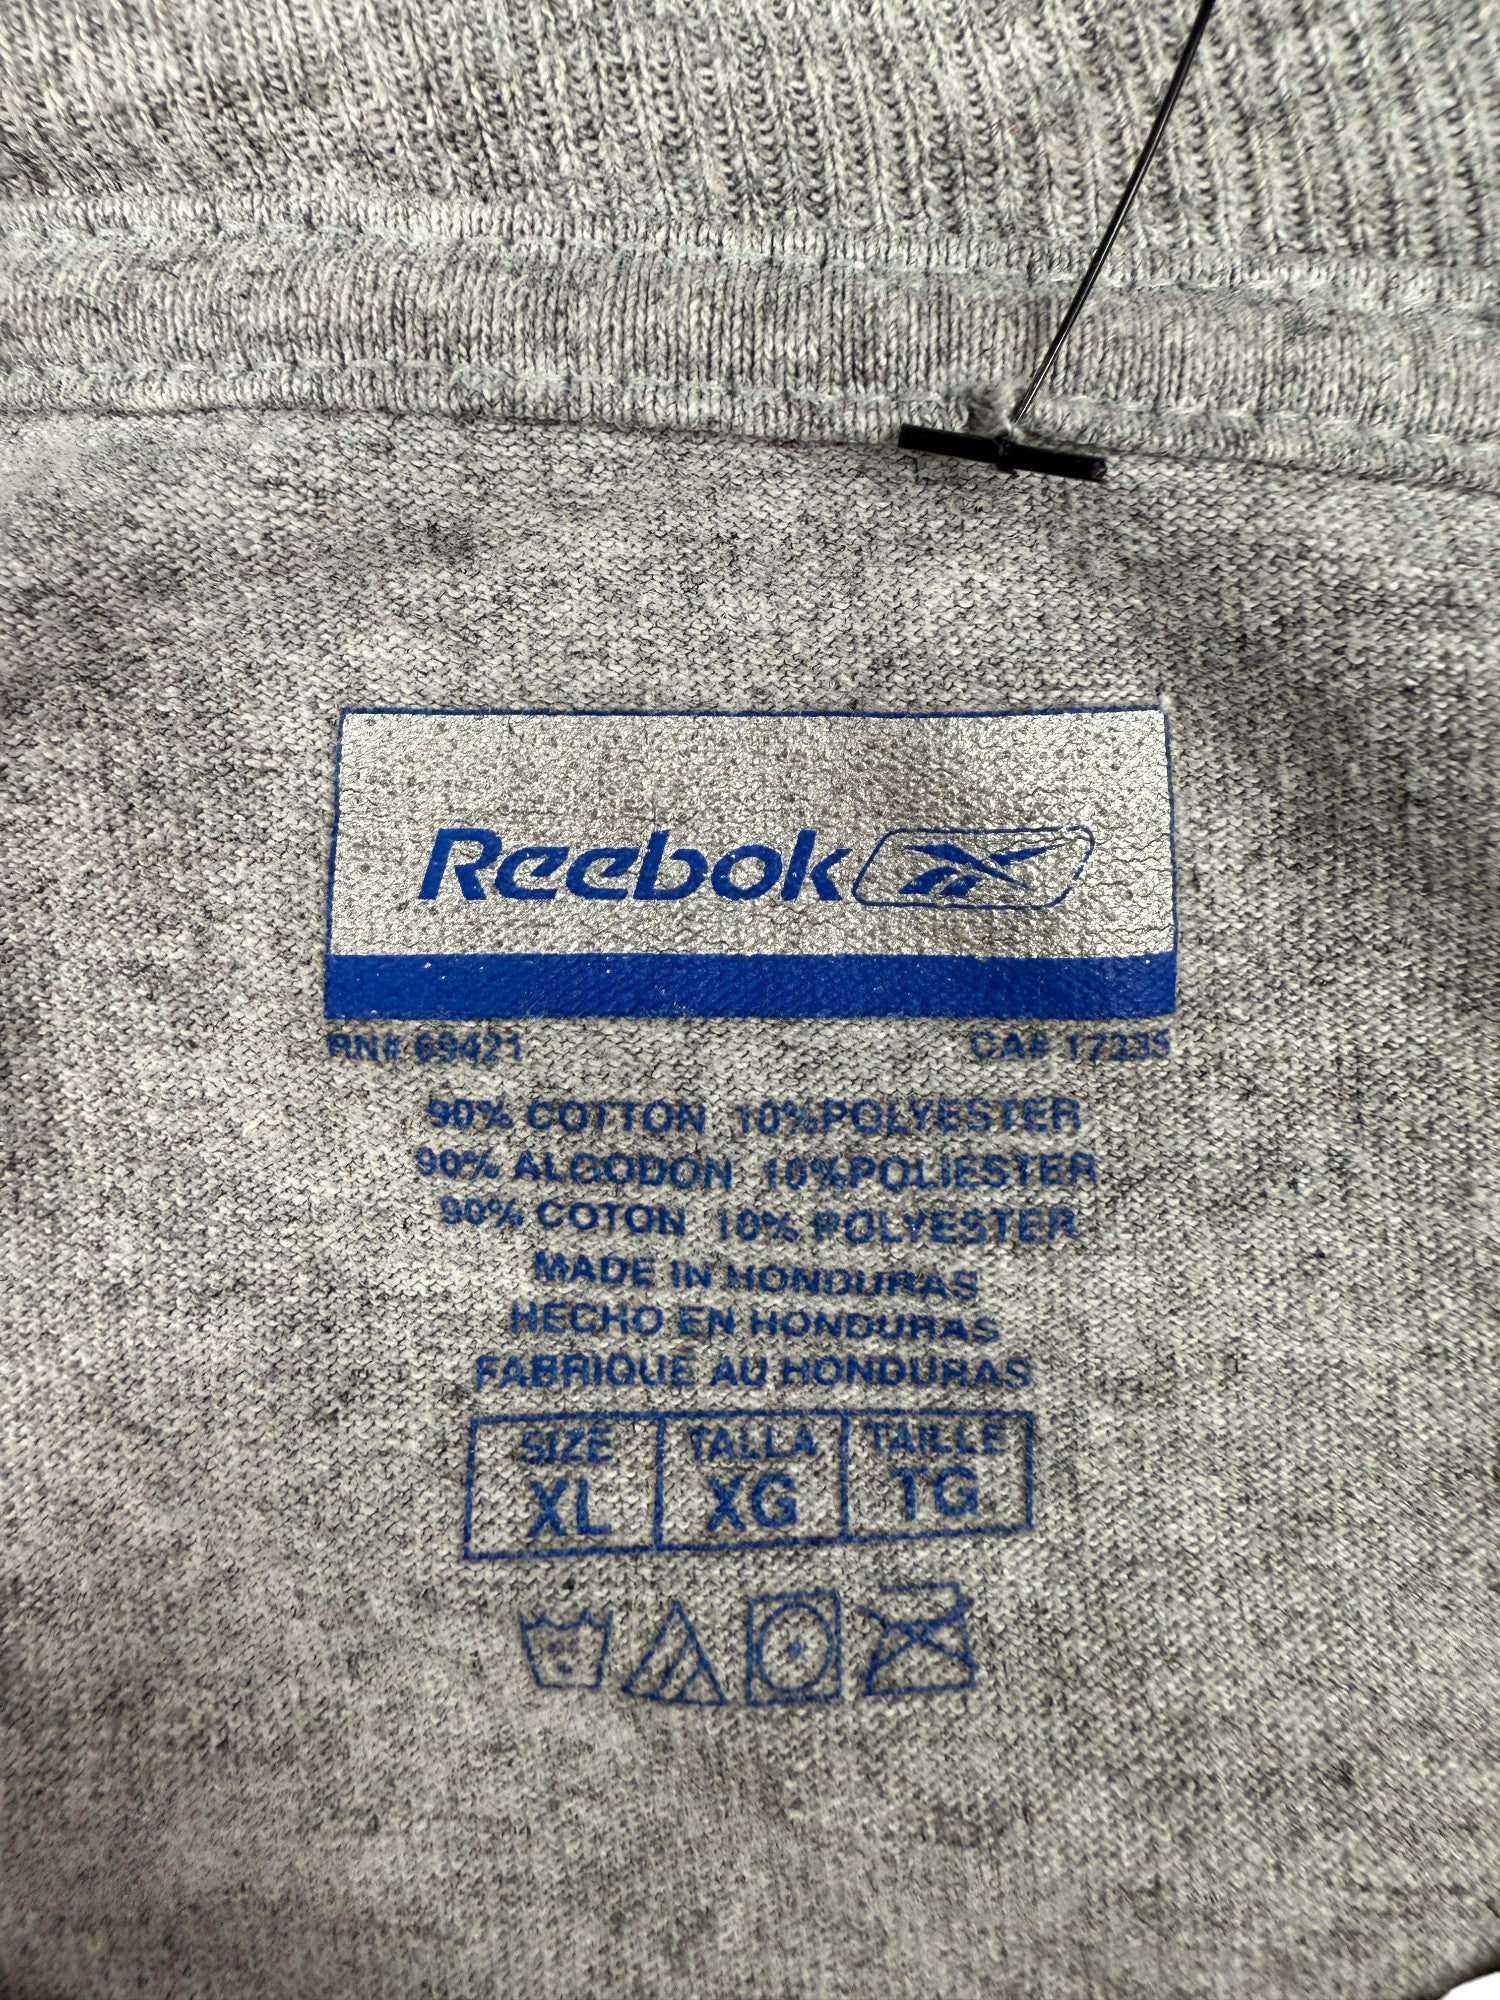 Reebok
RN# 69421 CA# 17235
90% COTTON 10%POLYESTER
90% ALGODON 10%POLIESTER
90% COTON 10% POLYESTER
MADE IN HONDURAS
HECHO EN HONDURAS
FABRIQUE AU HONDURAS
SIZE TALLA TAILLE
XL XG TG